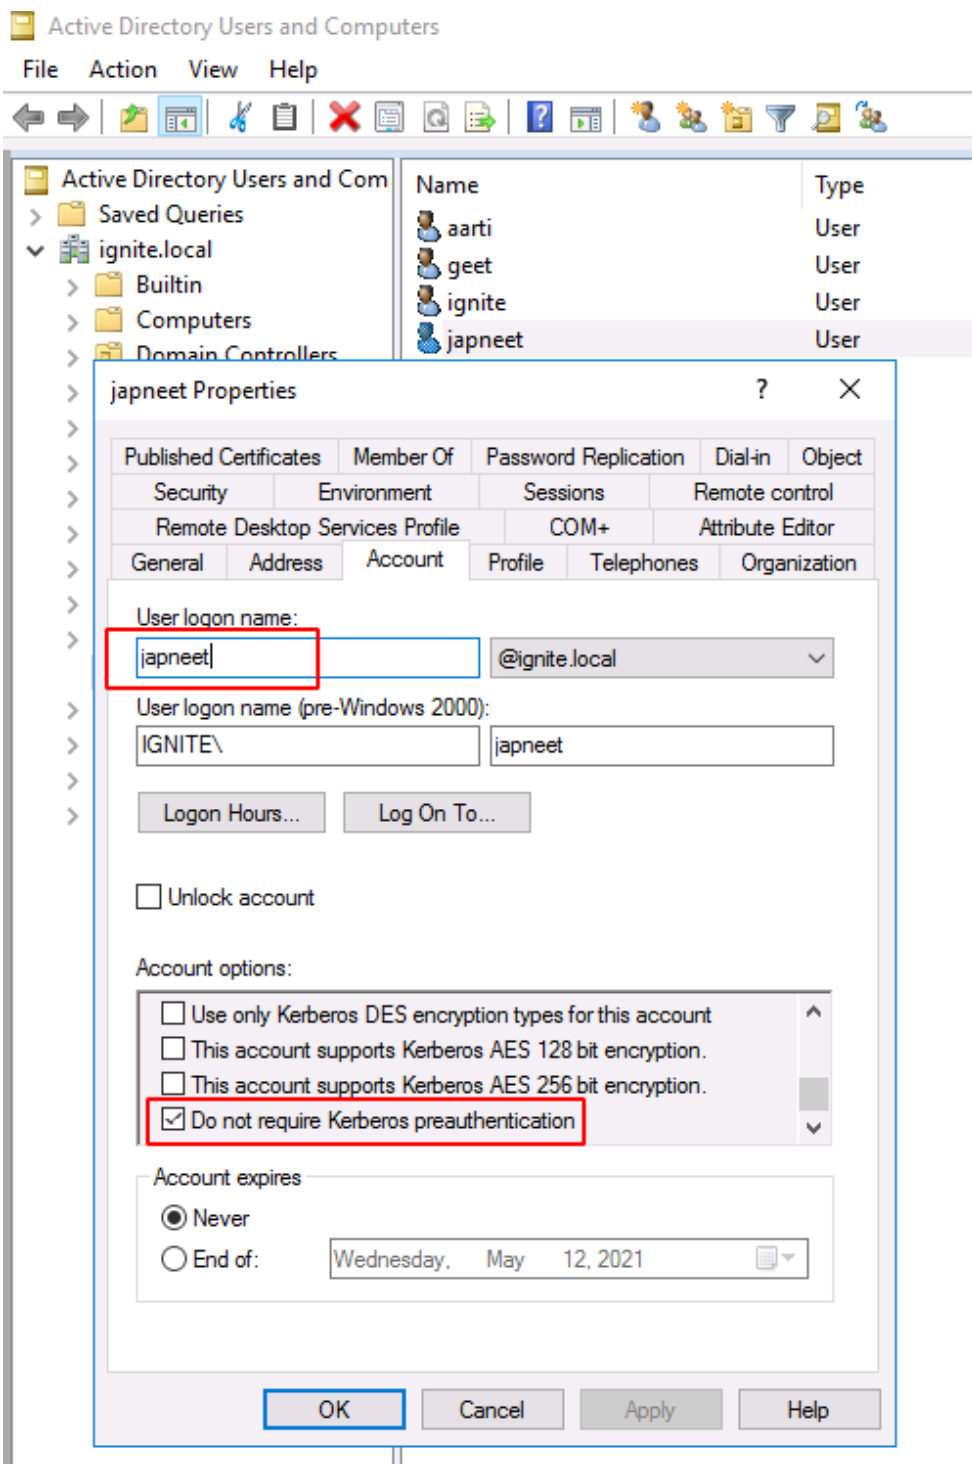 Active Directory Users and Computers
File Action View Help
Active Directory Users and Com
Name Type
Saved Queries
aarti User
ignite.local
geet User
Builtin
ignite User
Computers
japneet User
Domain Controllers
japneet Properties ?
Published Certificates Member Of Password Replication Dial-in Object
Security Environment Sessions Remote control
Remote Desktop Services Profile COM+ Attribute Editor
General Address Account Profile Telephones Organization
User logon name:
japneet @ignite.local
User logon name (pre-Windows 2000):
IGNITE\ japneet
Logon Hours... Log On To...
Unlock account
Account options:
Use only Kerberos DES encryption types for this account
This account supports Kerberos AES 128 bit encryption.
This account supports Kerberos AES 256 bit encryption.
Do not require Kerberos preauthentication
Account expires
Never
End of: Wednesday, May 12, 2021
OK Cancel Apply Help